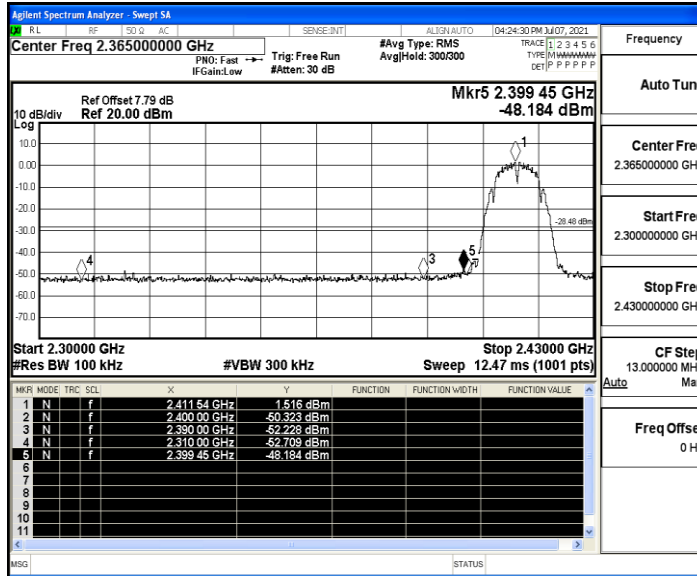 Agilent Spectrum Analyzer - Swept SA
RL RF 50 Ω AC SENSE:INT ALIGN AUTO 04:24:30 PM Jul 07, 2021
Center Freq 2.365000000 GHz
PNO: Fast
IFGain:Low
Trig: Free Run
#Atten: 30 dB
#Avg Type: RMS
Avg|Hold: 300/300
TRACE 1 2 3 4 5 6
TYPE M
DET P P P P P P
Frequency
Mkr5 2.399 45 GHz
-48.184 dBm
Ref Offset 7.79 dB
10 dB/div Ref 20.00 dBm
Log
10.0
0.00
-10.0
-20.0
-30.0
-40.0
-50.0
-60.0
-70.0
1
-28.48 dBm
4
3
5
Start 2.30000 GHz Stop 2.43000 GHz
#Res BW 100 kHz #VBW 300 kHz Sweep 12.47 ms (1001 pts)
MKR MODE TRC SCL X Y FUNCTION FUNCTION WIDTH FUNCTION VALUE
1 N f 2.411 54 GHz 1.516 dBm
2 N f 2.400 00 GHz -50.323 dBm
3 N f 2.390 00 GHz -52.228 dBm
4 N f 2.310 00 GHz -52.709 dBm
5 N f 2.399 45 GHz -48.184 dBm
6
7
8
9
10
11
MSG STATUS
Auto Tun
Center Fre
2.365000000 GH
Start Fre
2.300000000 GH
Stop Fre
2.430000000 GH
CF Ste
13.000000 MH
Auto Ma
Freq Offse
0 H